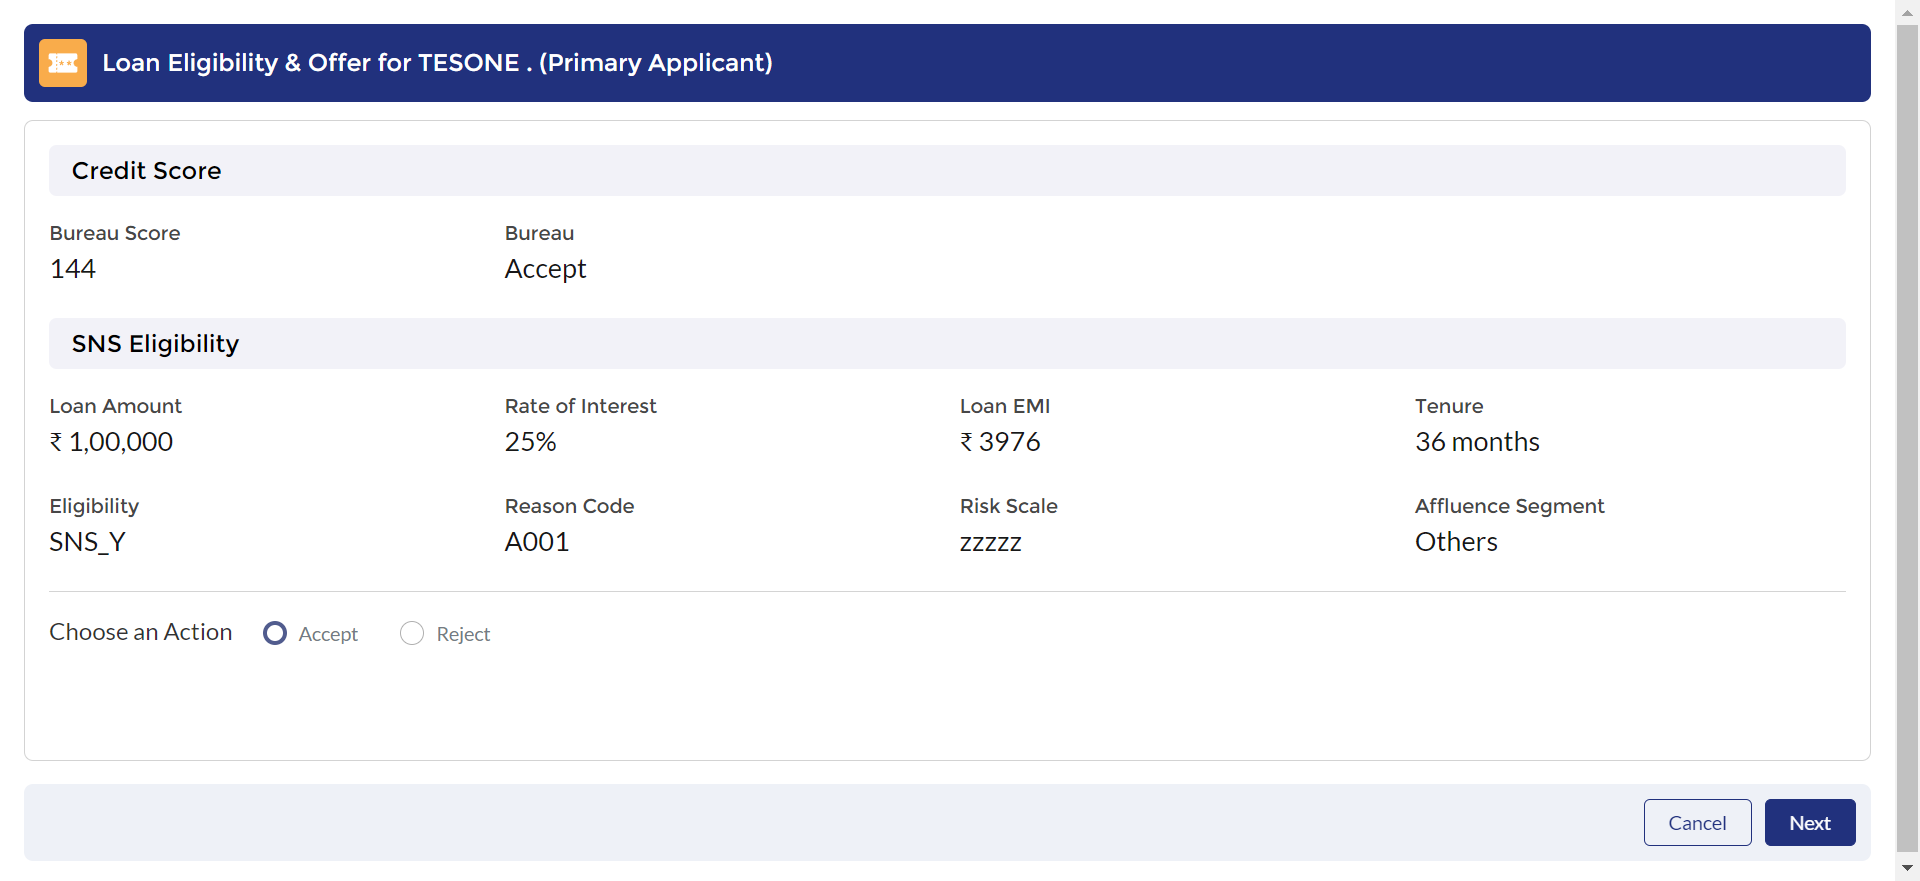 Loan Eligibility & Offer for TESONE . (Primary Applicant)
Credit Score
Bureau Score
Bureau
144
Accept
SNS Eligibility
Loan Amount
Rate of Interest
Loan EMI
Tenure
₹ 1,00,000
25%
₹ 3976
36 months
Eligibility
Reason Code
Risk Scale
Affluence Segment
SNS_Y
A001
zzzzz
Others
Choose an Action
Accept
Reject
Cancel
Next